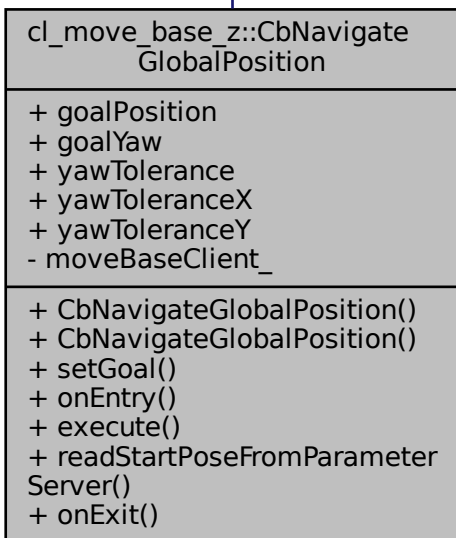 cl_move_base_z::CbNavigate
GlobalPosition
+ goalPosition
+ goalYaw
+ yawTolerance
+ yawToleranceX
+ yawToleranceY
- moveBaseClient_
+ CbNavigateGlobalPosition()
+ CbNavigateGlobalPosition()
+ setGoal()
+ onEntry()
+ execute()
+ readStartPoseFromParameter
Server()
+ onExit()